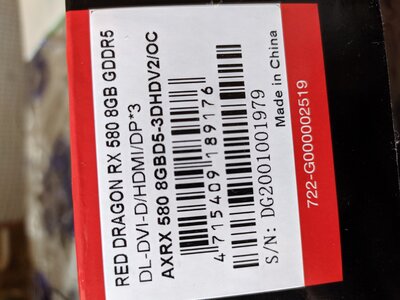 RED DRAGON RX 580 8GB GDDR5
DL-DVI-D/HDMI/DP*3
AXRX 580 8GBD5-3DHDV2/OC
4 715409 189176
S/N: DG2001001979
Made in China
722-G000002519